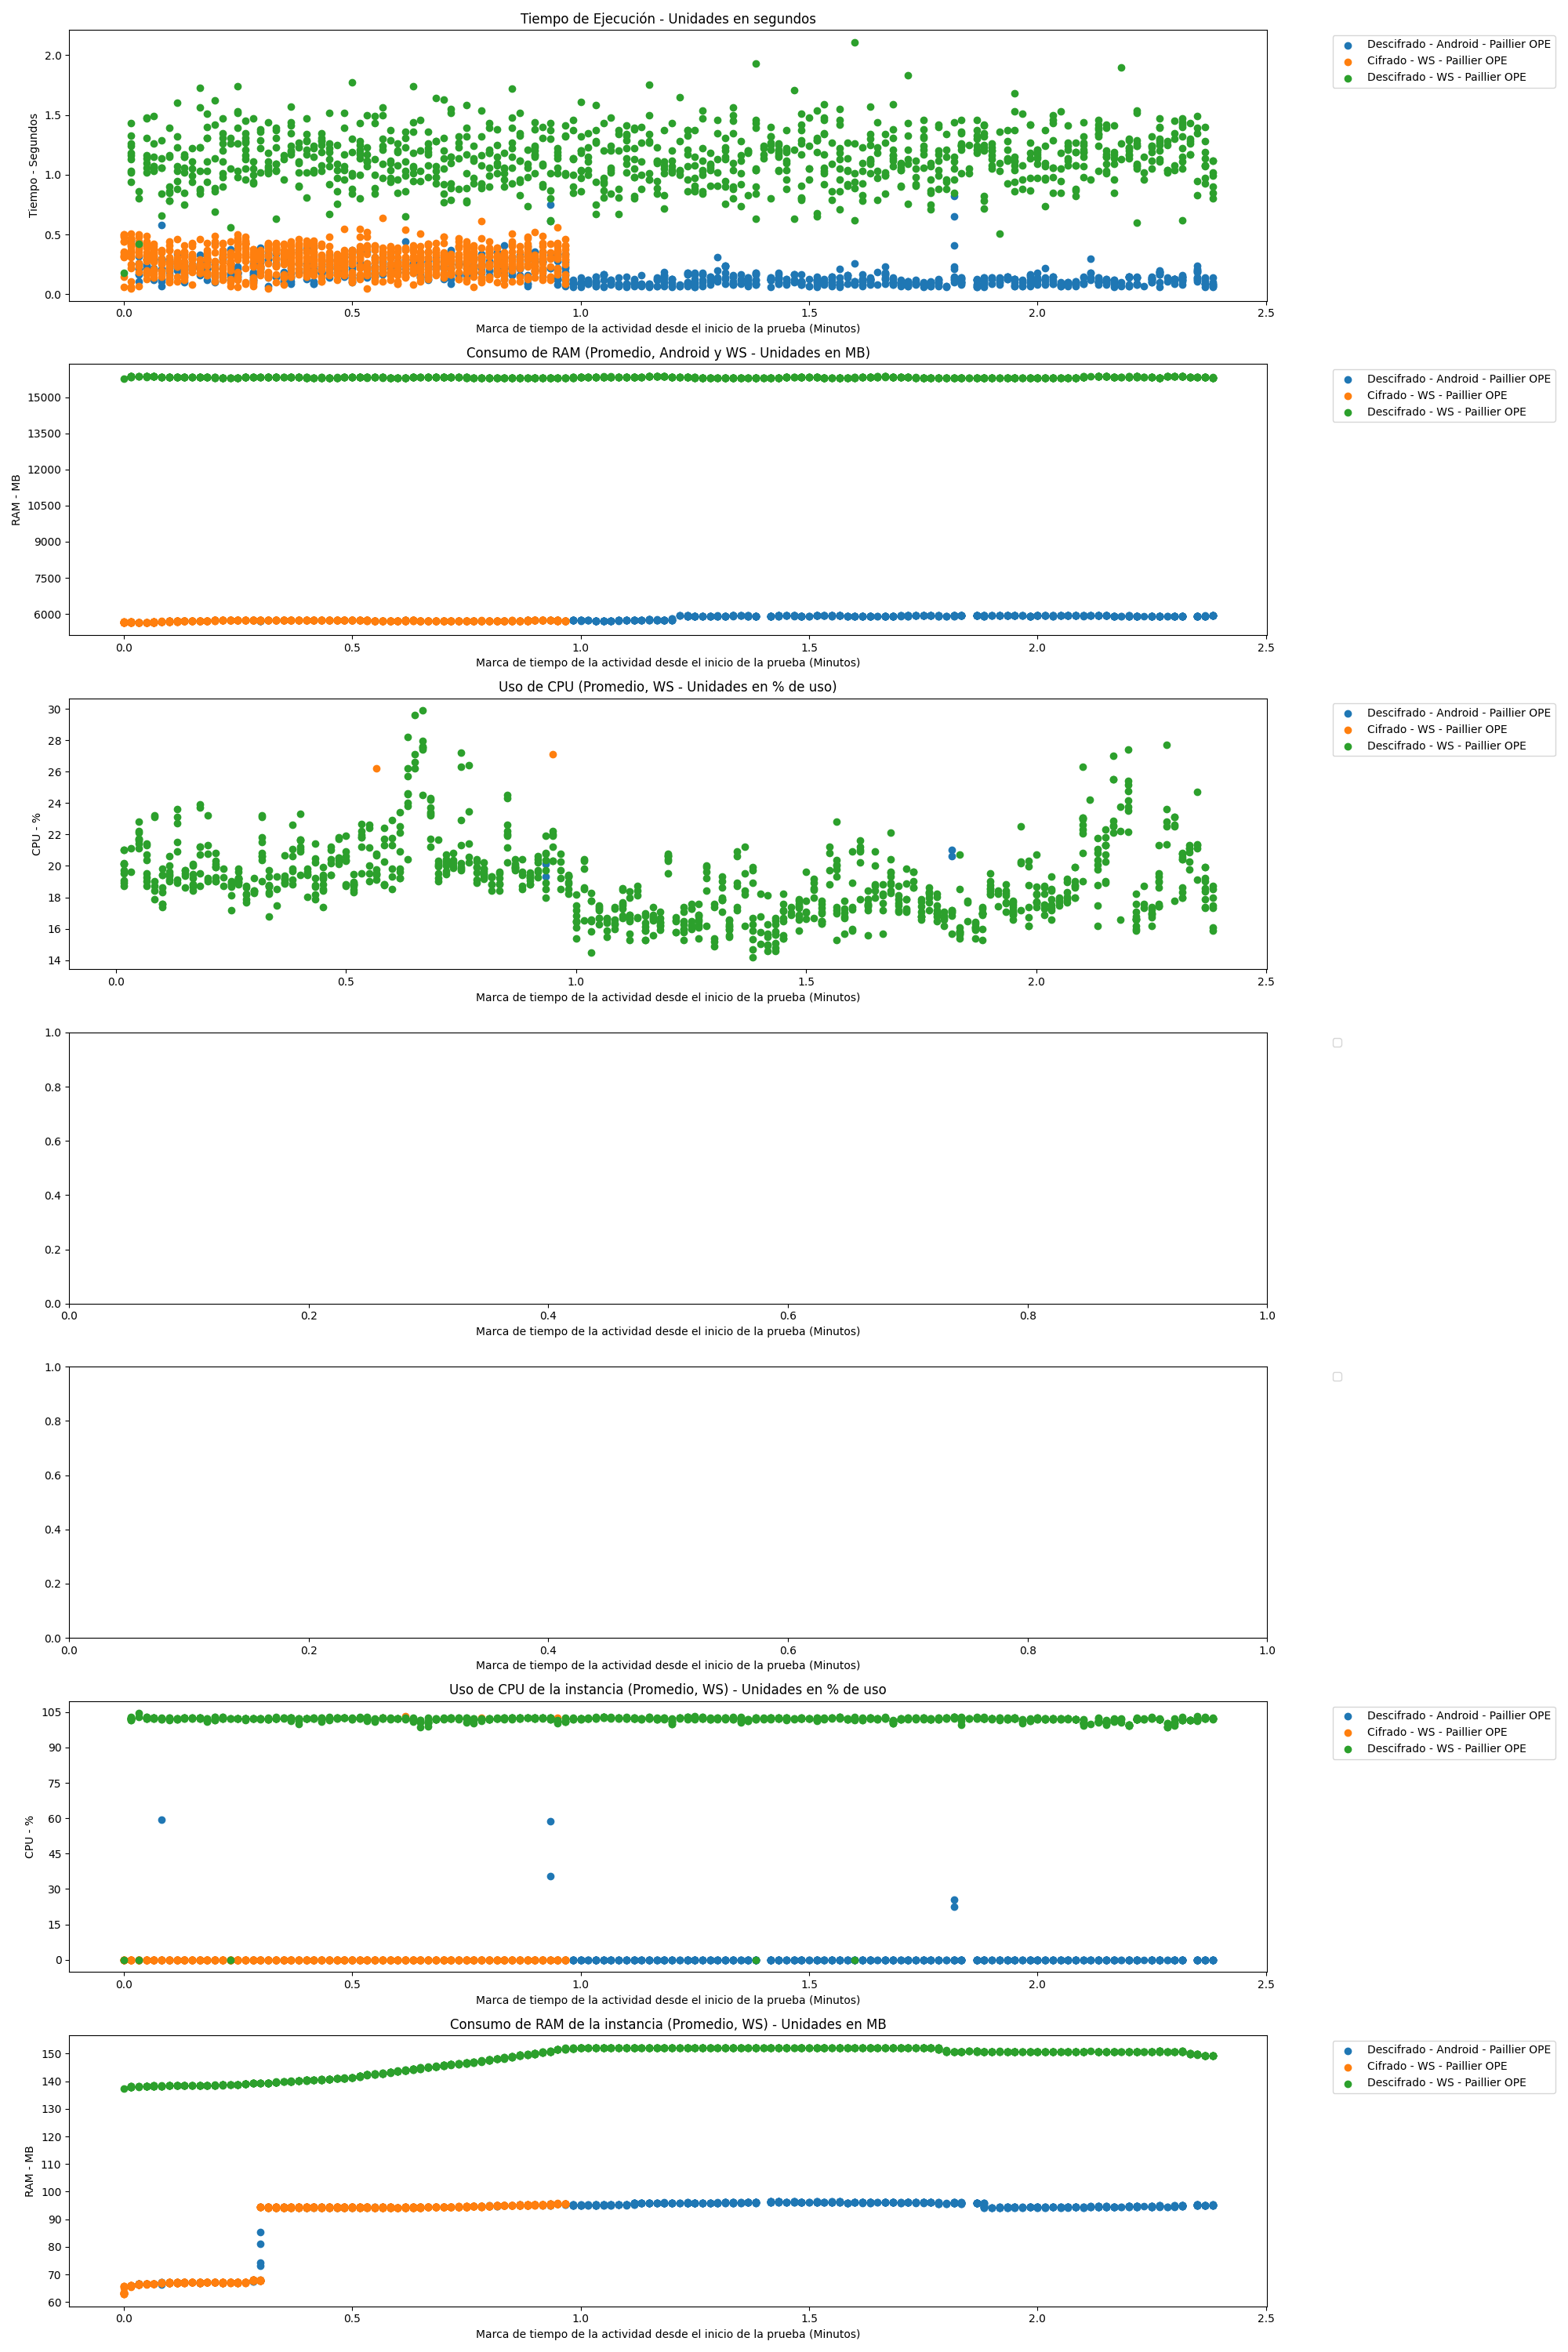 Tiempo de Ejecución - Unidades en segundos
Tiempo - Segundos
2.0
1.5
1.0
0.5
0.0
0.0 0.5 1.0 1.5 2.0 2.5
Marca de tiempo de la actividad desde el inicio de la prueba (Minutos)
Descifrado - Android - Paillier OPE
Cifrado - WS - Paillier OPE
Descifrado - WS - Paillier OPE
Consumo de RAM (Promedio, Android y WS - Unidades en MB)
RAM - MB
15000
13500
12000
10500
9000
7500
6000
0.0 0.5 1.0 1.5 2.0 2.5
Marca de tiempo de la actividad desde el inicio de la prueba (Minutos)
Descifrado - Android - Paillier OPE
Cifrado - WS - Paillier OPE
Descifrado - WS - Paillier OPE
Uso de CPU (Promedio, WS - Unidades en % de uso)
CPU - %
30
28
26
24
22
20
18
16
14
0.0 0.5 1.0 1.5 2.0 2.5
Marca de tiempo de la actividad desde el inicio de la prueba (Minutos)
Descifrado - Android - Paillier OPE
Cifrado - WS - Paillier OPE
Descifrado - WS - Paillier OPE
1.0
0.8
0.6
0.4
0.2
0.0
0.0 0.2 0.4 0.6 0.8 1.0
Marca de tiempo de la actividad desde el inicio de la prueba (Minutos)
1.0
0.8
0.6
0.4
0.2
0.0
0.0 0.2 0.4 0.6 0.8 1.0
Marca de tiempo de la actividad desde el inicio de la prueba (Minutos)
Uso de CPU de la instancia (Promedio, WS) - Unidades en % de uso
CPU - %
105
90
75
60
45
30
15
0
0.0 0.5 1.0 1.5 2.0 2.5
Marca de tiempo de la actividad desde el inicio de la prueba (Minutos)
Descifrado - Android - Paillier OPE
Cifrado - WS - Paillier OPE
Descifrado - WS - Paillier OPE
Consumo de RAM de la instancia (Promedio, WS) - Unidades en MB
RAM - MB
150
140
130
120
110
100
90
80
70
60
0.0 0.5 1.0 1.5 2.0 2.5
Marca de tiempo de la actividad desde el inicio de la prueba (Minutos)
Descifrado - Android - Paillier OPE
Cifrado - WS - Paillier OPE
Descifrado - WS - Paillier OPE